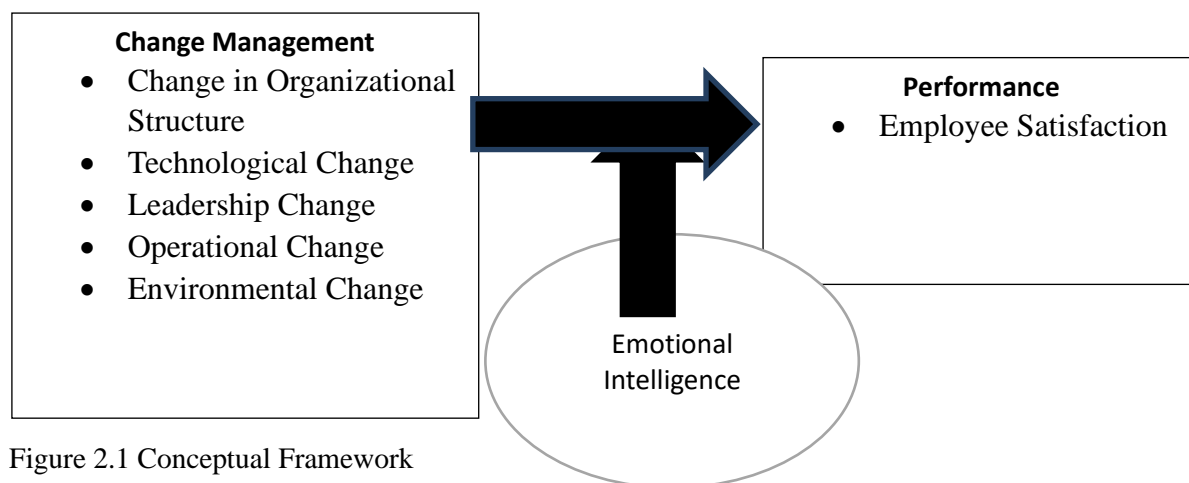 Change Management
• Change in Organizational
Structure
• Technological Change
• Leadership Change
• Operational Change
• Environmental Change
Performance
• Employee Satisfaction
Emotional
Intelligence
Figure 2.1 Conceptual Framework